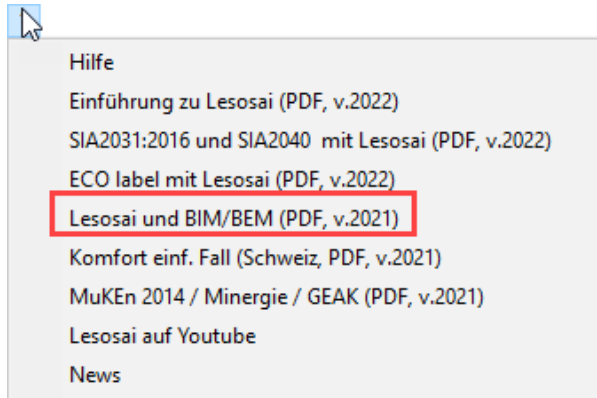 Hilfe
Einführung zu Lesosai (PDF, v.2022)
SIA2031:2016 und SIA2040  mit Lesosai (PDF, v.2022)
ECO label mit Lesosai (PDF, v.2022)
Lesosai und BIM/BEM (PDF, v.2021)
Komfort einf. Fall (Schweiz, PDF, v.2021)
MuKEn 2014 / Minergie / GEAK (PDF, v.2021)
Lesosai auf Youtube
News